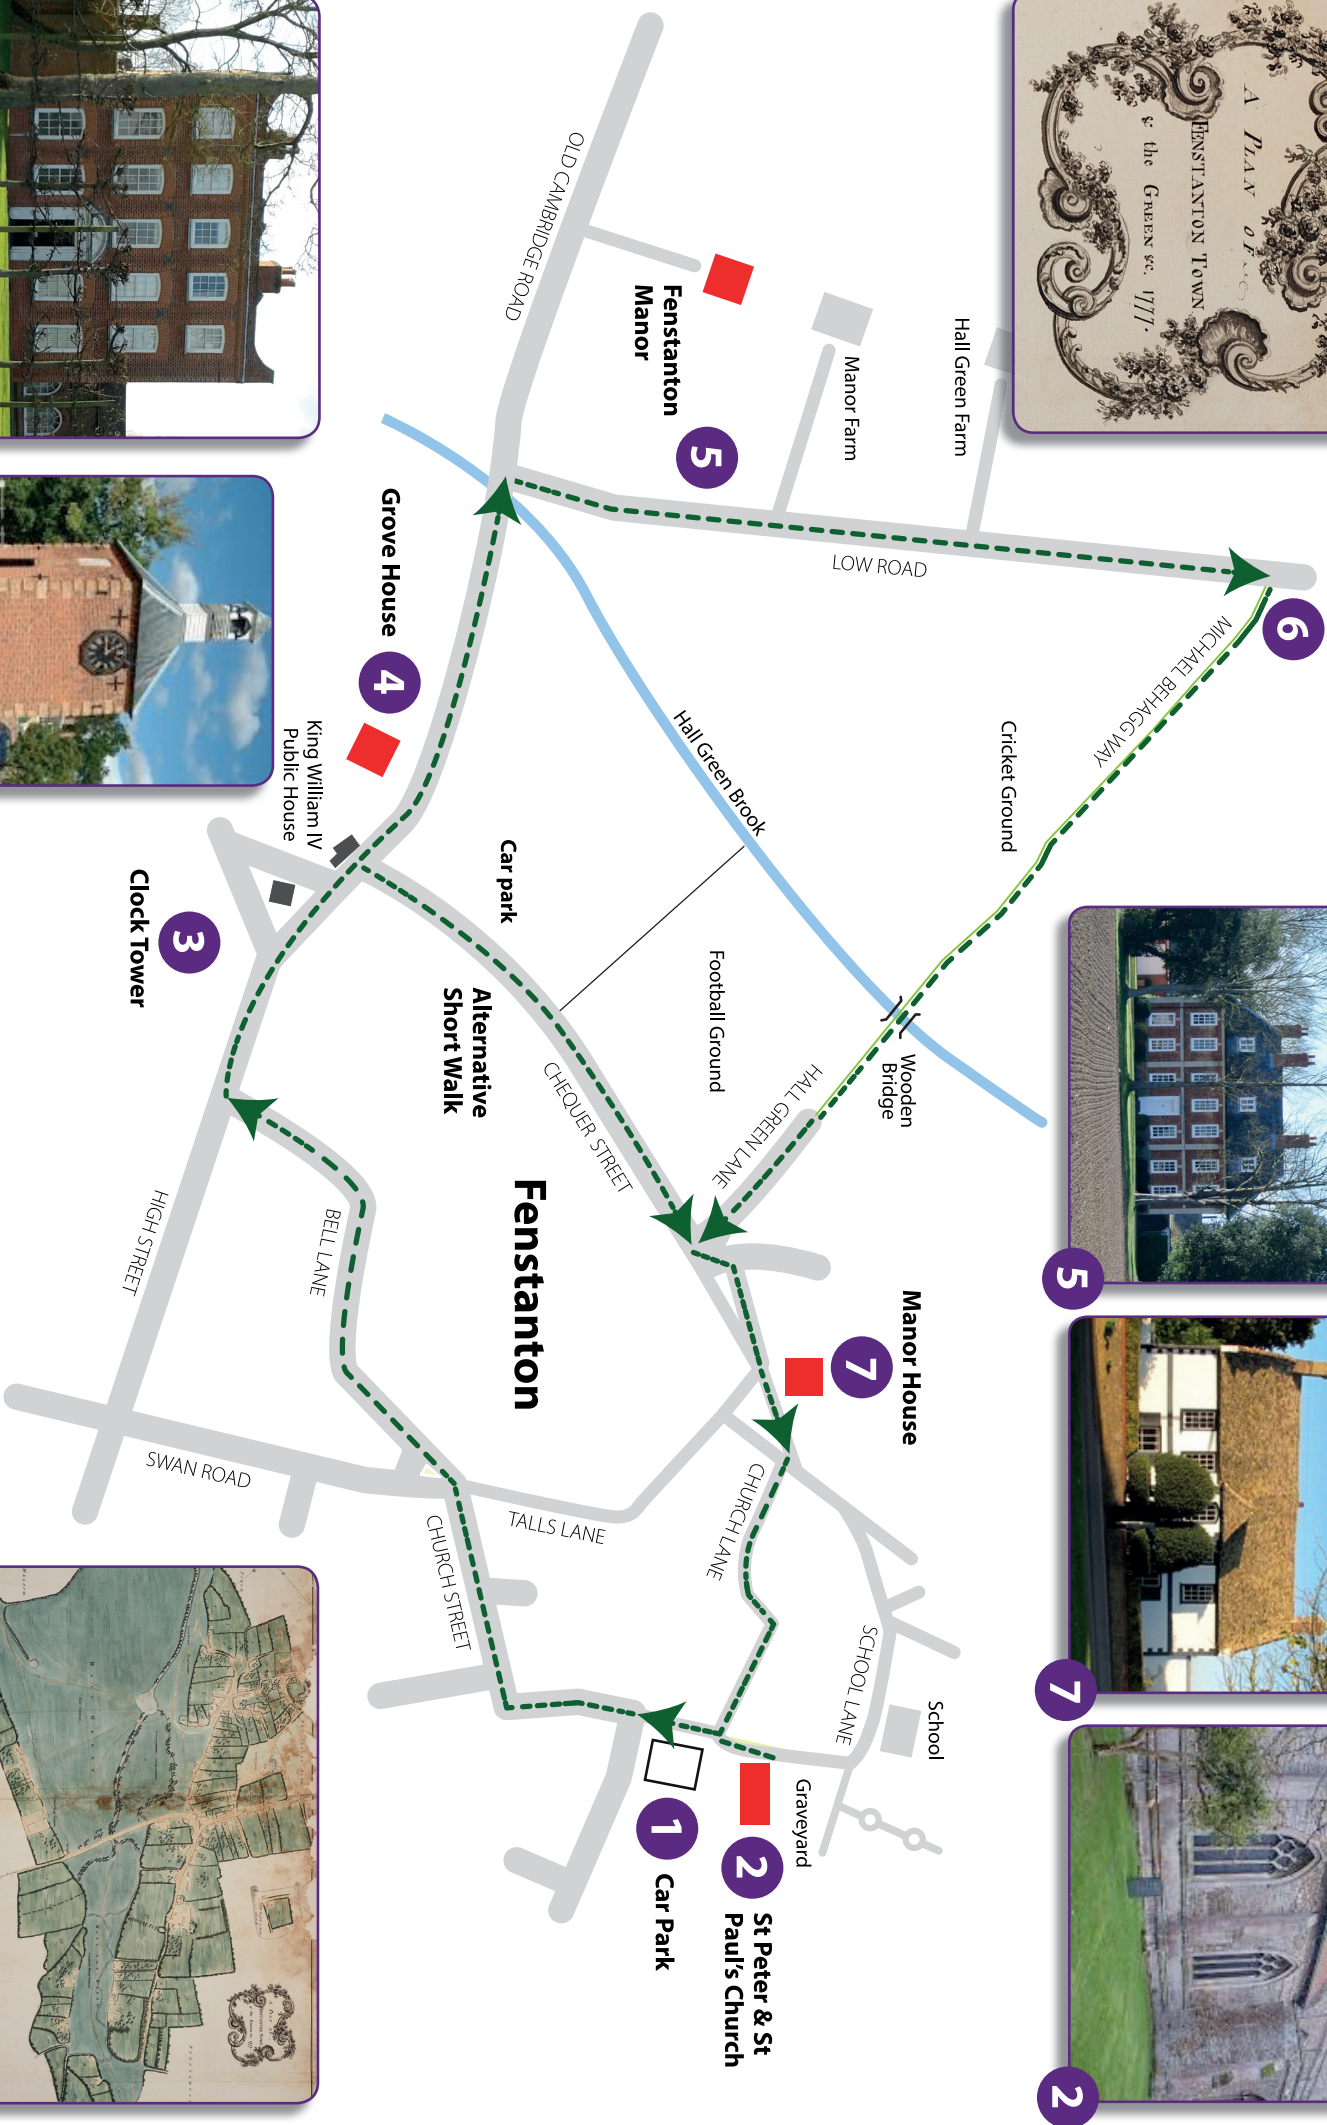 A PLAN OF
FENSTANTON TOWN
& the GREEN &c. 1777.
5
7
2
6
MICHAEL BEHAGG WAY
Cricket Ground
Hall Green Farm
Manor Farm
LOW ROAD
Fenstanton
Manor
5
OLD CAMBRIDGE ROAD
Hall Green Brook
Wooden
Bridge
HALL GREEN LANE
Football Ground
Manor House
7
School
SCHOOL LANE
Graveyard
CHURCH LANE
2
St Peter & St
Paul's Church
1
Car Park
Car park
CHEQUER STREET
Alternative
Short Walk
Fenstanton
TALLS LANE
CHURCH STREET
Grove House
4
King William IV
Public House
BELL LANE
Clock Tower
3
HIGH STREET
SWAN ROAD